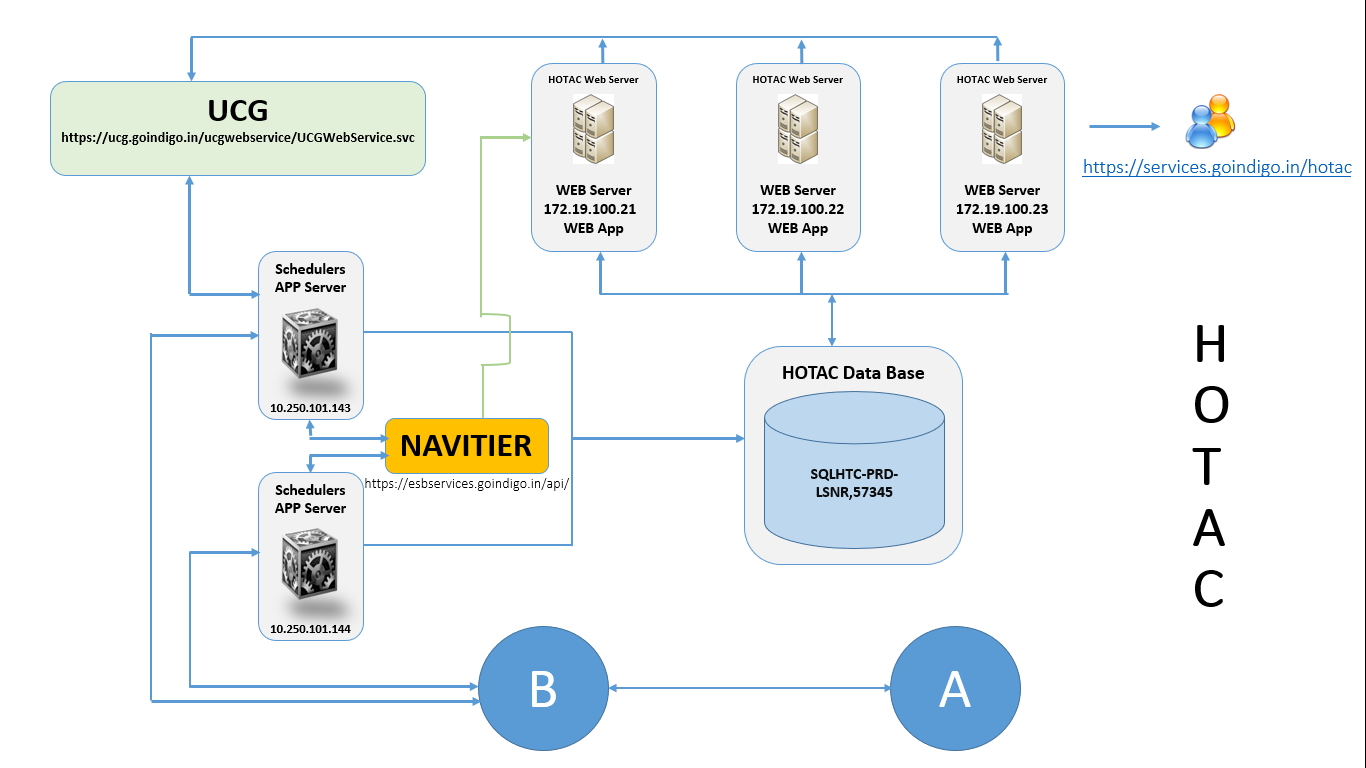 UCG
https://ucg.goindigo.in/ucgwebservice/UCGWebService.svc
HOTAC Web Server
WEB Server
172.19.100.21
WEB App
HOTAC Web Server
WEB Server
172.19.100.22
WEB App
HOTAC Web Server
WEB Server
172.19.100.23
WEB App
https://services.goindigo.in/hotac
Schedulers
APP Server
10.250.101.143
NAVITIER
https://esbservices.goindigo.in/api/
Schedulers
APP Server
10.250.101.144
HOTAC Data Base
SQLHTC-PRD-
LSNR,57345
H
O
T
A
C
B
A